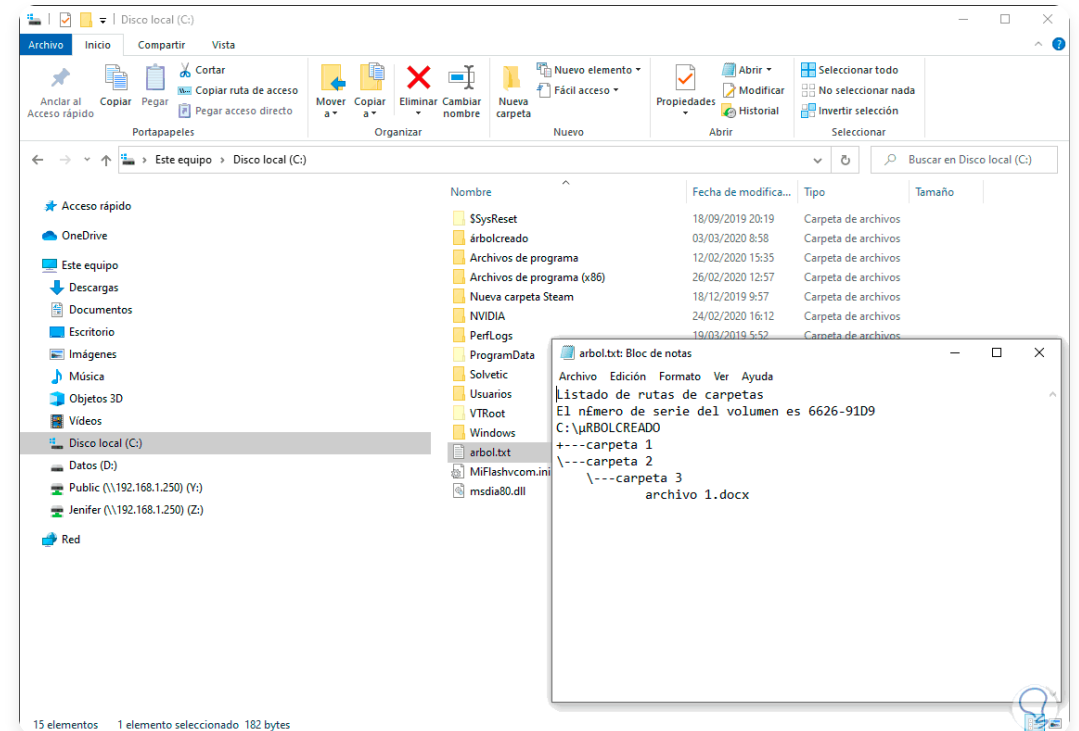 Disco local (C:)
Archivo Inicio Compartir Vista
Anclar al Acceso rápido
Copiar
Pegar
Cortar
Copiar ruta de acceso
Pegar acceso directo
Portapapeles
Mover a
Copiar a
Eliminar
Cambiar nombre
Organizar
Nueva carpeta
Nuevo elemento
Fácil acceso
Nuevo
Propiedades
Abrir
Modificar
Historial
Abrir
Seleccionar todo
No seleccionar nada
Invertir selección
Seleccionar
Este equipo > Disco local (C:)
Buscar en Disco local (C:)
Acceso rápido
OneDrive
Este equipo
Descargas
Documentos
Escritorio
Imágenes
Música
Objetos 3D
Vídeos
Disco local (C:)
Datos (D:)
Public (\\192.168.1.250) (Y:)
Jenifer (\\192.168.1.250) (Z:)
Red
Nombre Fecha de modifica... Tipo Tamaño
$SysReset 18/09/2019 20:19 Carpeta de archivos
árbolcreado 03/03/2020 8:58 Carpeta de archivos
Archivos de programa 12/02/2020 15:35 Carpeta de archivos
Archivos de programa (x86) 26/02/2020 12:57 Carpeta de archivos
Nueva carpeta Steam 18/12/2019 9:57 Carpeta de archivos
NVIDIA 24/02/2020 16:12 Carpeta de archivos
PerfLogs 19/03/2019 5:52 Carpeta de archivos
ProgramData
Solvetic
Usuarios
VTRoot
Windows
arbol.txt
MiFlashvcom.ini
msdia80.dll
arbol.txt: Bloc de notas
Archivo Edición Formato Ver Ayuda
Listado de rutas de carpetas
El n£mero de serie del volumen es 6626-91D9
C:\µRBOLCREADO
+---carpeta 1
\---carpeta 2
    \---carpeta 3
            archivo 1.docx
15 elementos 1 elemento seleccionado 182 bytes